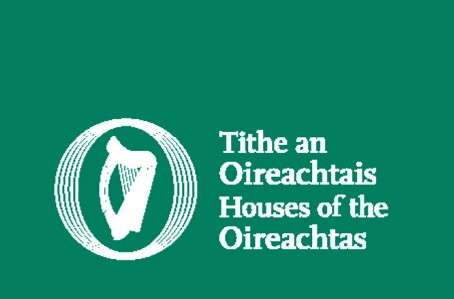 Tithe an
Oireachtais
Houses of the
Oireachtas